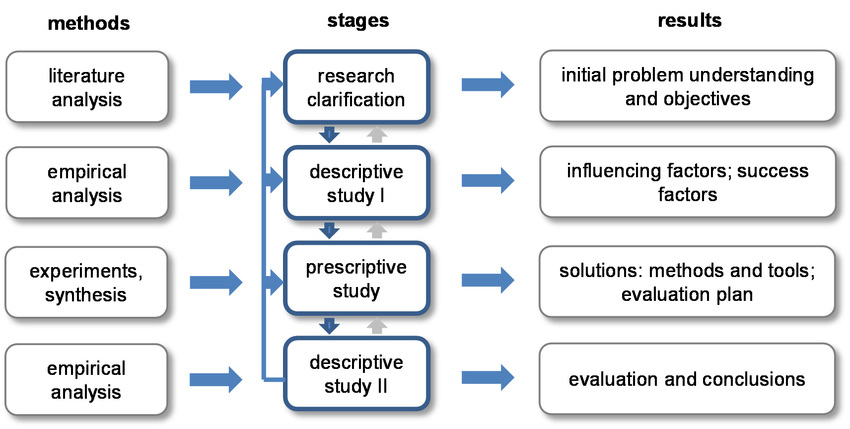 methods
stages
results
literature
analysis
research
clarification
initial problem understanding
and objectives
empirical
analysis
descriptive
study I
influencing factors; success
factors
experiments,
synthesis
prescriptive
study
solutions: methods and tools;
evaluation plan
empirical
analysis
descriptive
study II
evaluation and conclusions